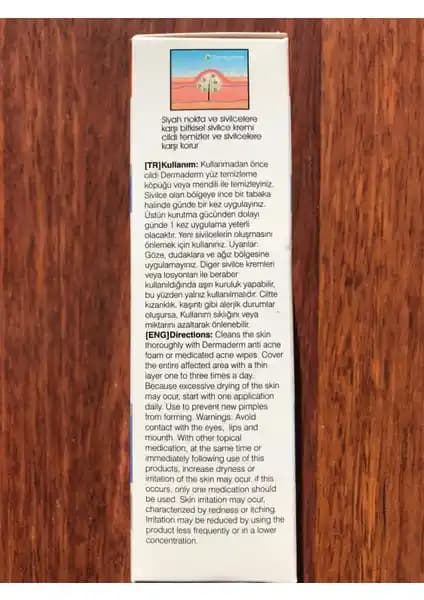 Siyah nokta ve sivilcelere
karşı bitkisel sivilce kremi
cildi temizler ve sivilcelere
karşı korur
[TR]Kullanım: Kullanmadan önce
cildi Dermaderm yüz temizleme
köpüğü veya mendili ile temizleyiniz.
Sivilce olan bölgeye ince bir tabaka
halinde günde bir kez uygulayınız.
Üstün kurutma gücünden dolayı
günde 1 kez uygulama yeterli
olacaktır. Yeni sivilcelerin oluşmasını
önlemek için kullanınız. Uyarılar:
Göze, dudaklara ve ağız bölgesine
uygulamayınız. Diğer sivilce kremleri
veya losyonları ile beraber
kullanıldığında aşırı kuruluk yapabilir,
bu yüzden yalnız kullanılmalıdır. Ciltte
kızarıklık, kaşıntı gibi alerjik durumlar
oluşursa, Kullanım sıklığını veya
miktarını azaltarak önlenebilir.
[ENG]Directions: Cleans the skin
thoroughly with Dermaderm anti acne
foam or medicated acne wipes. Cover
the entire affected area with a thin
layer one to three times a day.
Because excessive drying of the skin
may ocur, start with one application
daily. Use to prevent new pimples
from forming. Warnings: Avoid
contact with the eyes, lips and
mounth. With other topical
medication, at the same time or
immediately following use of this
products, increase dryness or
irritation of the skin may occur. if this
occurs, only one medication should
be used. Skin irritation may occur,
characterized by redness or itching.
Irritation may be reduced by using the
product less frequently or in a lower
concentration.